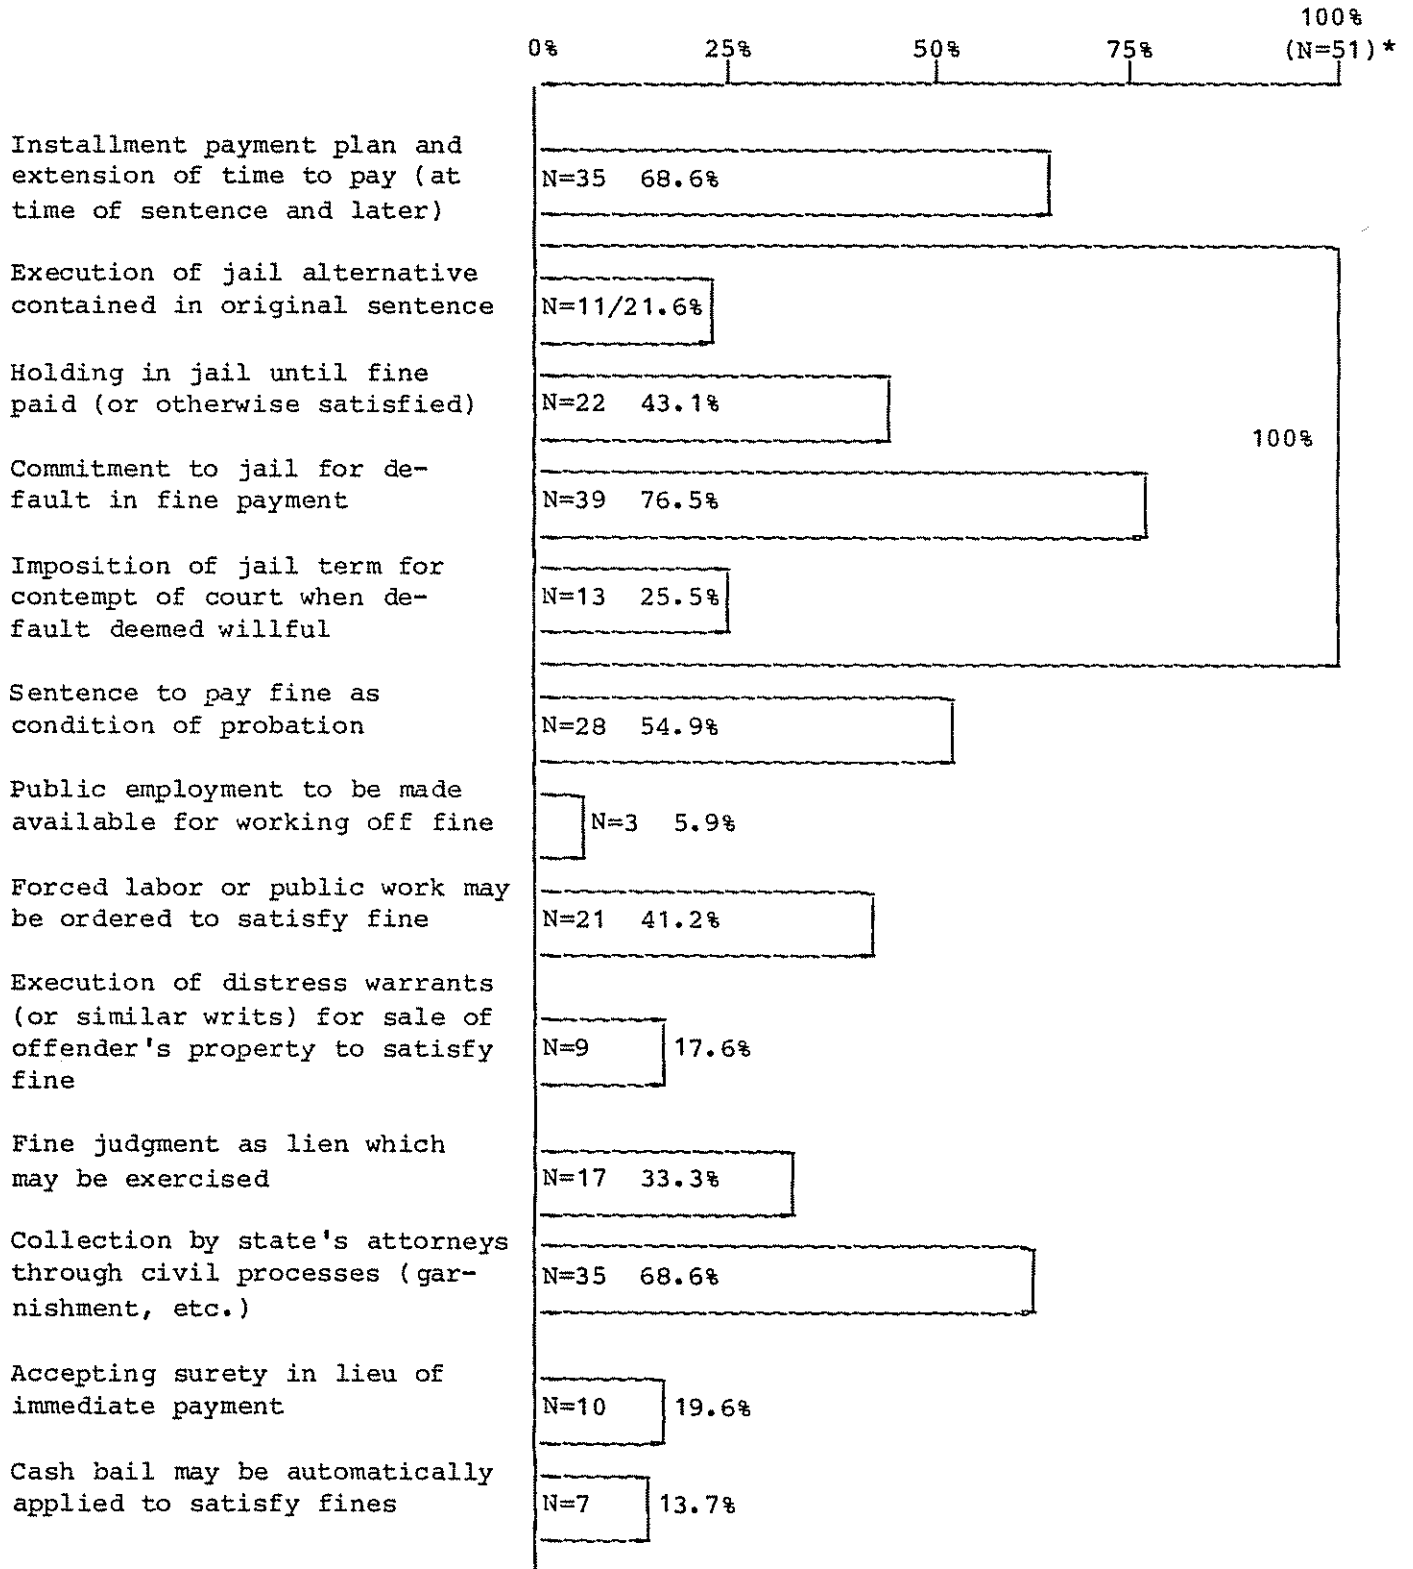 100%
0% 25% 50% 75% (N=51)*
Installment payment plan and
extension of time to pay (at
time of sentence and later)
N=35 68.6%
Execution of jail alternative
contained in original sentence
N=11/21.6%
Holding in jail until fine
paid (or otherwise satisfied)
N=22 43.1%
100%
Commitment to jail for de-
fault in fine payment
N=39 76.5%
Imposition of jail term for
contempt of court when de-
fault deemed willful
N=13 25.5%
Sentence to pay fine as
condition of probation
N=28 54.9%
Public employment to be made
available for working off fine
N=3 5.9%
Forced labor or public work may
be ordered to satisfy fine
N=21 41.2%
Execution of distress warrants
(or similar writs) for sale of
offender's property to satisfy
fine
N=9 17.6%
Fine judgment as lien which
may be exercised
N=17 33.3%
Collection by state's attorneys
through civil processes (gar-
nishment, etc.)
N=35 68.6%
Accepting surety in lieu of
immediate payment
N=10 19.6%
Cash bail may be automatically
applied to satisfy fines
N=7 13.7%